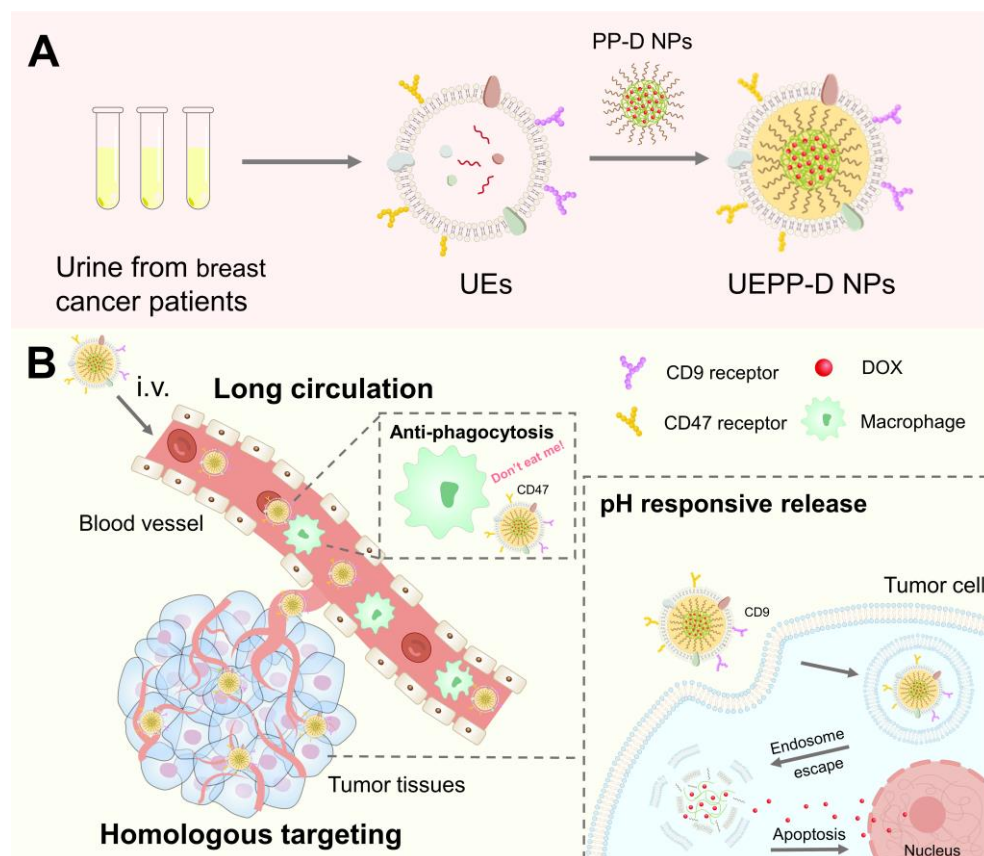 A
PP-D NPs
Urine from breast
cancer patients
UEs
UEPP-D NPs
B
i.v.
Long circulation
CD9 receptor
DOX
CD47 receptor
Macrophage
Anti-phagocytosis
Don't eat me!
CD47
Blood vessel
pH responsive release
CD9
Tumor cell
Endosome
escape
Tumor tissues
Apoptosis
Homologous targeting
Nucleus